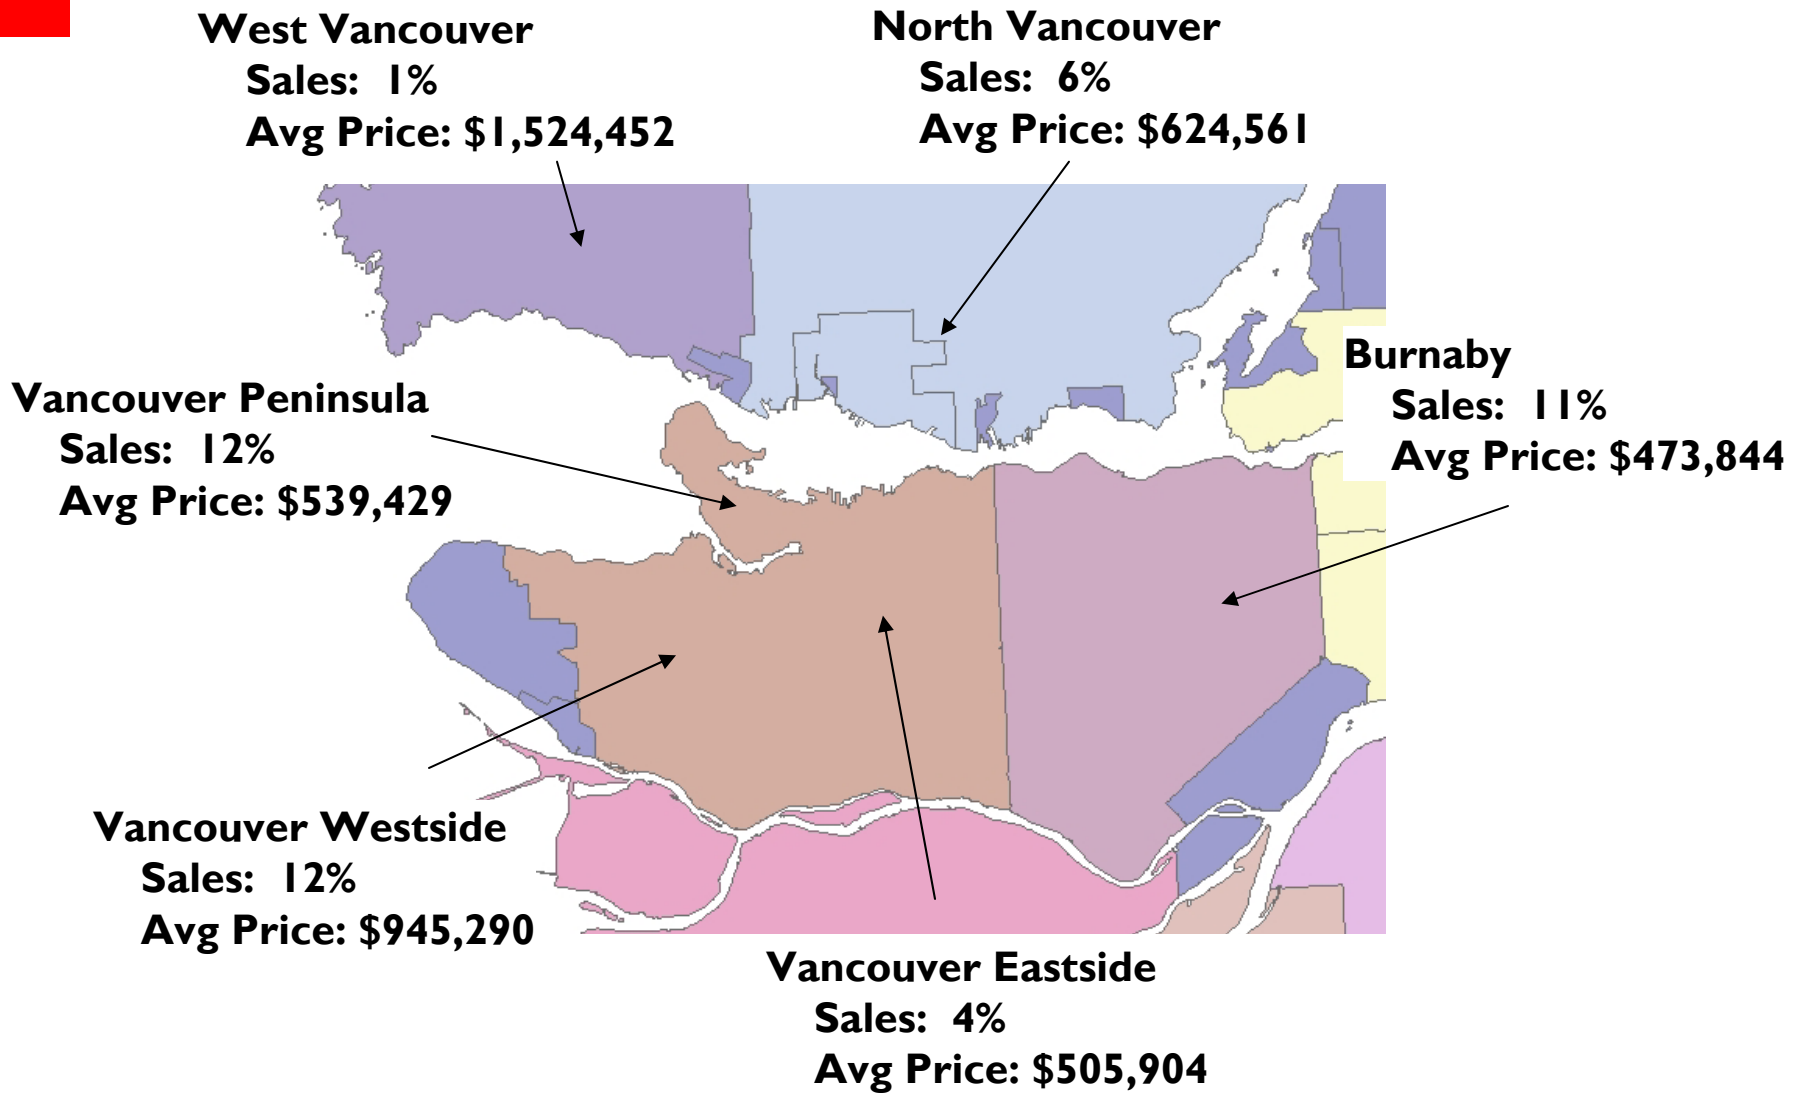 West Vancouver
Sales: 1%
Avg Price: $1,524,452
North Vancouver
Sales: 6%
Avg Price: $624,561
Burnaby
Sales: 11%
Avg Price: $473,844
Vancouver Peninsula
Sales: 12%
Avg Price: $539,429
Vancouver Westside
Sales: 12%
Avg Price: $945,290
Vancouver Eastside
Sales: 4%
Avg Price: $505,904